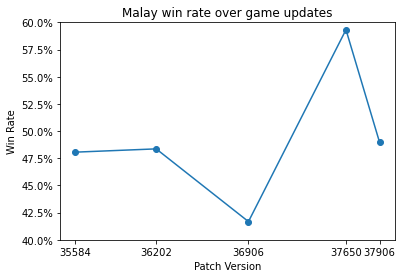 Malay win rate over game updates
60.0%
57.5%
55.0%
52.5%
50.0%
47.5%
45.0%
42.5%
40.0%
Win Rate
35584 36202 36906 37650 37906
Patch Version